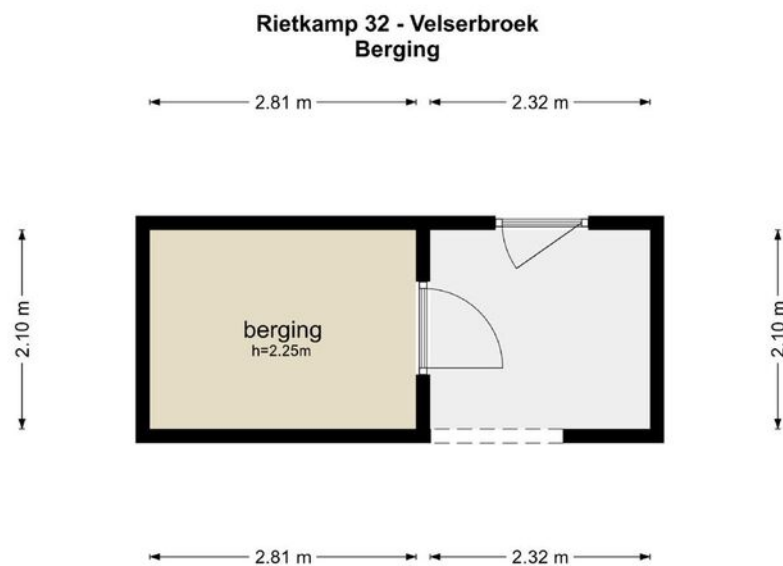 Rietkamp 32 - Velserbroek
Berging
2.81 m
2.32 m
2.10 m
berging
h=2.25m
2.10 m
2.81 m
2.32 m